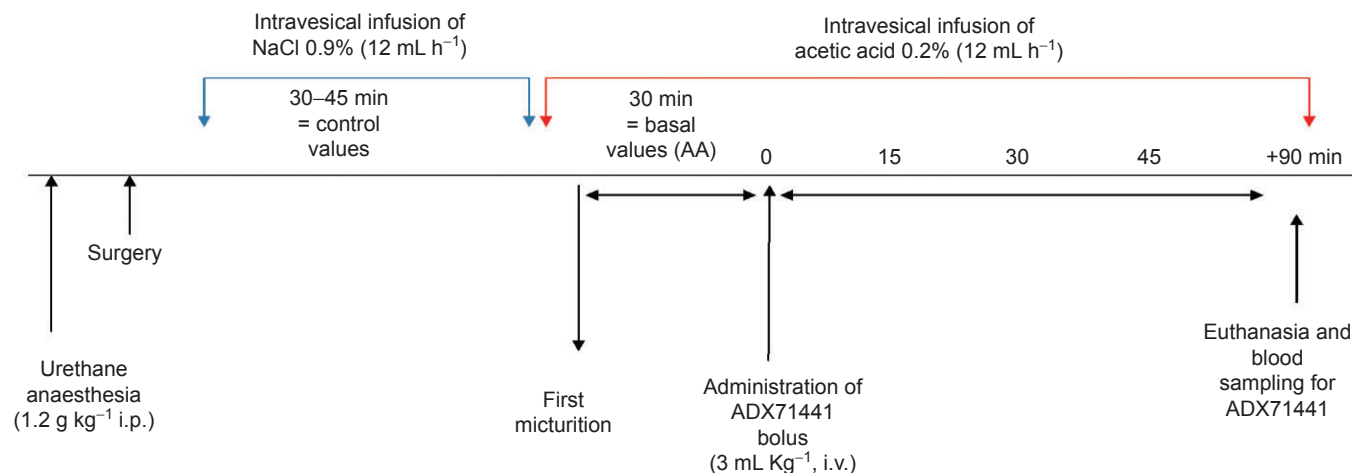 Intravesical infusion of
NaCl 0.9% (12 mL h⁻¹)
Intravesical infusion of
acetic acid 0.2% (12 mL h⁻¹)
30–45 min
= control
values
30 min
= basal
values (AA)
0
15
30
45
+90 min
Surgery
Urethane
anaesthesia
(1.2 g kg⁻¹ i.p.)
First
micturition
Administration of
ADX71441
bolus
(3 mL Kg⁻¹, i.v.)
Euthanasia and
blood
sampling for
ADX71441